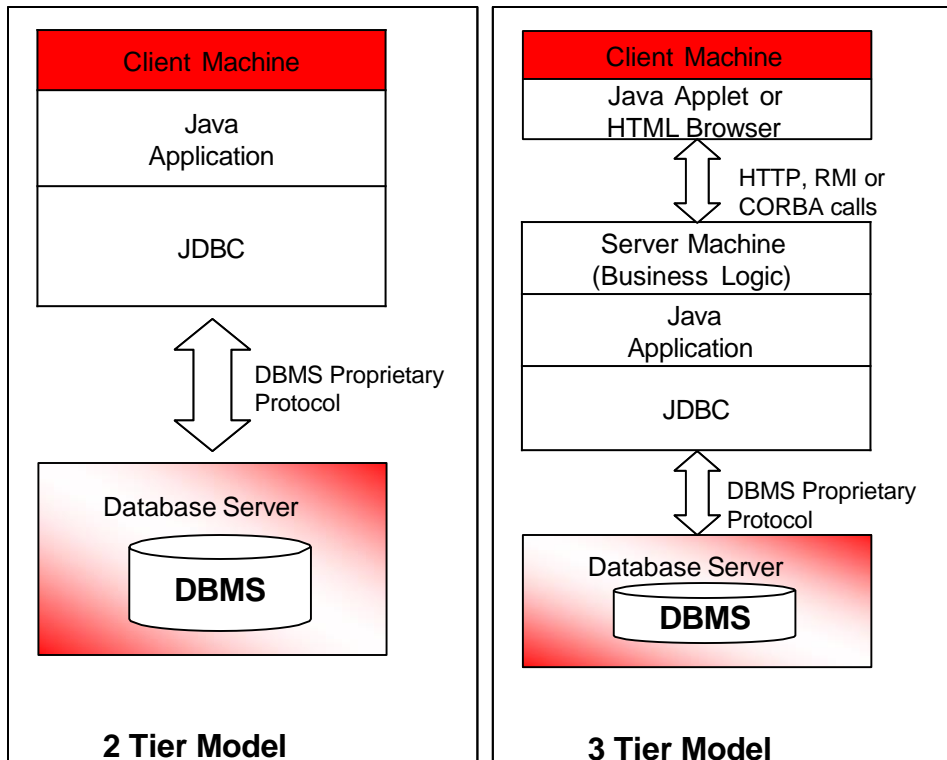 Client Machine
Java
Application
JDBC
DBMS Proprietary
Protocol
Database Server
DBMS
2 Tier Model
Client Machine
Java Applet or
HTML Browser
HTTP, RMI or
CORBA calls
Server Machine
(Business Logic)
Java
Application
JDBC
DBMS Proprietary
Protocol
Database Server
DBMS
3 Tier Model